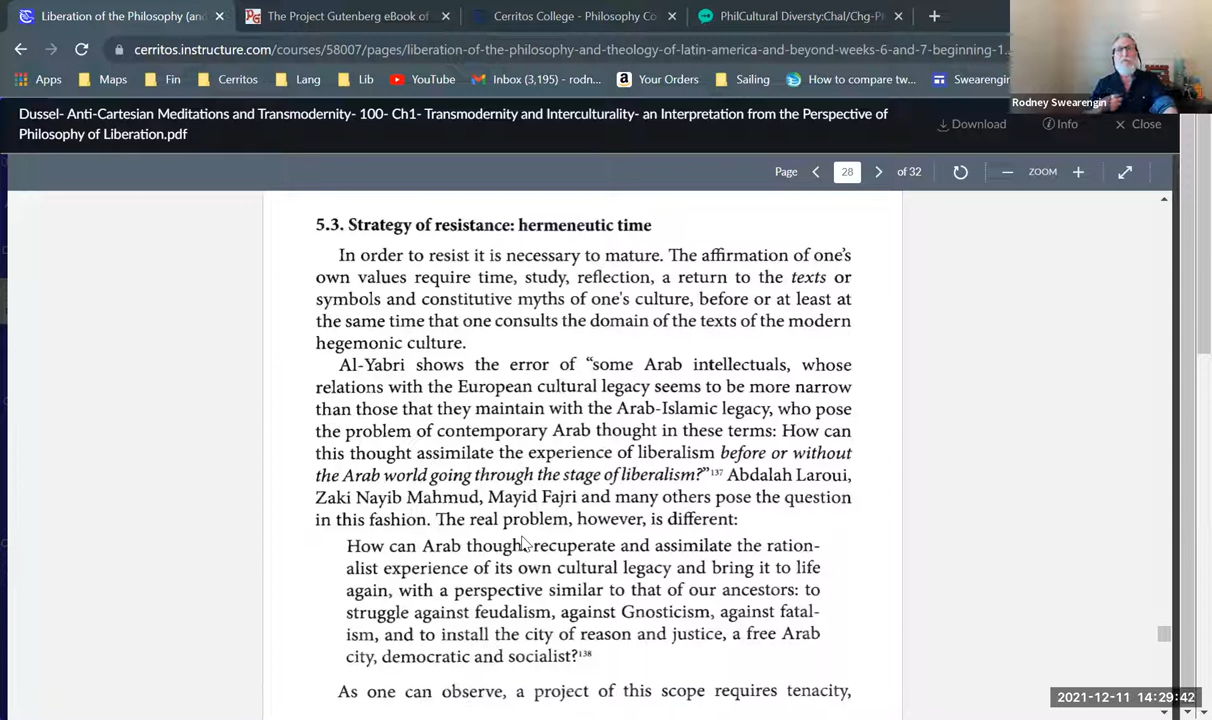 Liberation of the Philosophy (and
The Project Gutenberg eBook of
Cerritos College - Philosophy Co
PhilCultural Diversty:Chal/Chg-P
cerritos.instructure.com/courses/58007/pages/liberation-of-the-philosophy-and-theology-of-latin-america-and-beyond-weeks-6-and-7-beginning-1...
Apps
Maps
Fin
Cerritos
Lang
Lib
YouTube
Inbox (3,195) - rodn...
Your Orders
Sailing
How to compare tw...
Swearengin
Rodney Swearengin
Dussel- Anti-Cartesian Meditations and Transmodernity- 100- Ch1- Transmodernity and Interculturality- an Interpretation from the Perspective of
Philosophy of Liberation.pdf
Download
Info
Close
Page
28
of 32
ZOOM
5.3. Strategy of resistance: hermeneutic time
In order to resist it is necessary to mature. The affirmation of one's
own values require time, study, reflection, a return to the texts or
symbols and constitutive myths of one's culture, before or at least at
the same time that one consults the domain of the texts of the modern
hegemonic culture.
Al-Yabri shows the error of “some Arab intellectuals, whose
relations with the European cultural legacy seems to be more narrow
than those that they maintain with the Arab-Islamic legacy, who pose
the problem of contemporary Arab thought in these terms: How can
this thought assimilate the experience of liberalism before or without
the Arab world going through the stage of liberalism?”137 Abdalah Laroui,
Zaki Nayib Mahmud, Mayid Fajri and many others pose the question
in this fashion. The real problem, however, is different:
How can Arab though recuperate and assimilate the ration-
alist experience of its own cultural legacy and bring it to life
again, with a perspective similar to that of our ancestors: to
struggle against feudalism, against Gnosticism, against fatal-
ism, and to install the city of reason and justice, a free Arab
city, democratic and socialist?138
As one can observe, a project of this scope requires tenacity,
2021-12-11 14:29:42